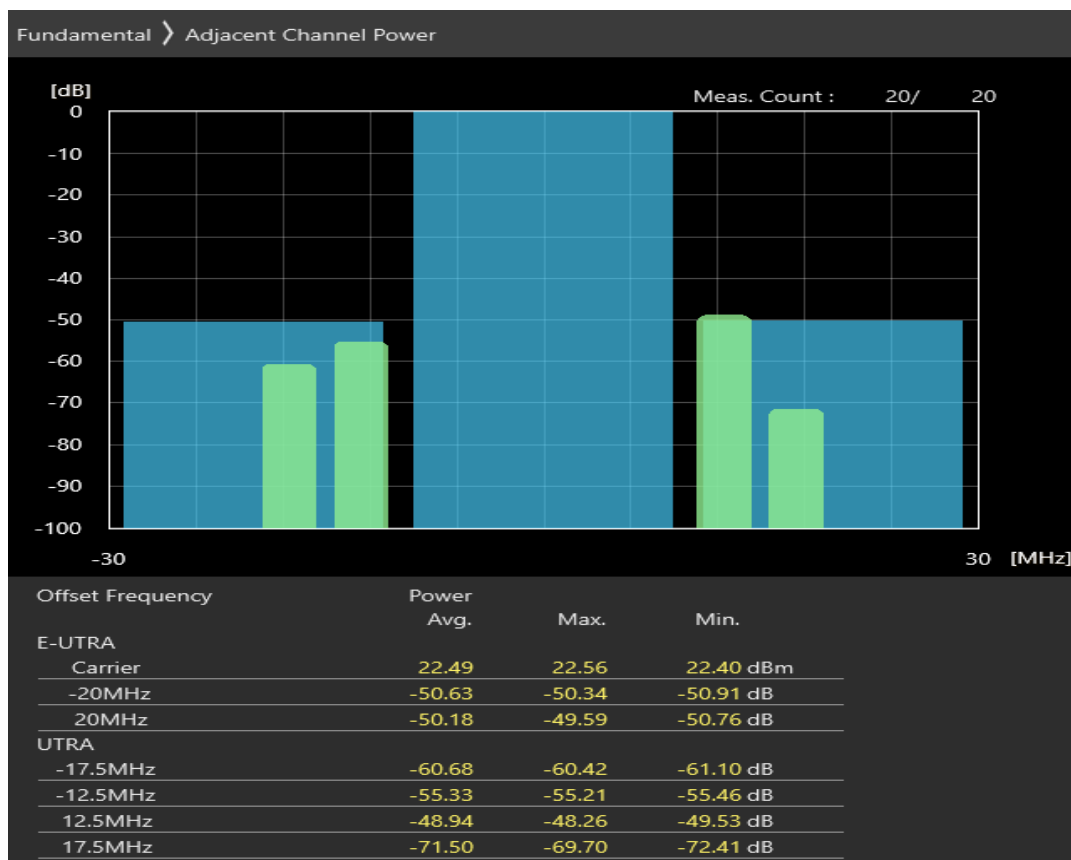 Fundamental 〉 Adjacent Channel Power
[dB]
Meas. Count : 20/ 20
0
-10
-20
-30
-40
-50
-60
-70
-80
-90
-100
-30 30 [MHz]
Offset Frequency Power
Avg. Max. Min.
E-UTRA
Carrier 22.49 22.56 22.40 dBm
-20MHz -50.63 -50.34 -50.91 dB
20MHz -50.18 -49.59 -50.76 dB
UTRA
-17.5MHz -60.68 -60.42 -61.10 dB
-12.5MHz -55.33 -55.21 -55.46 dB
12.5MHz -48.94 -48.26 -49.53 dB
17.5MHz -71.50 -69.70 -72.41 dB